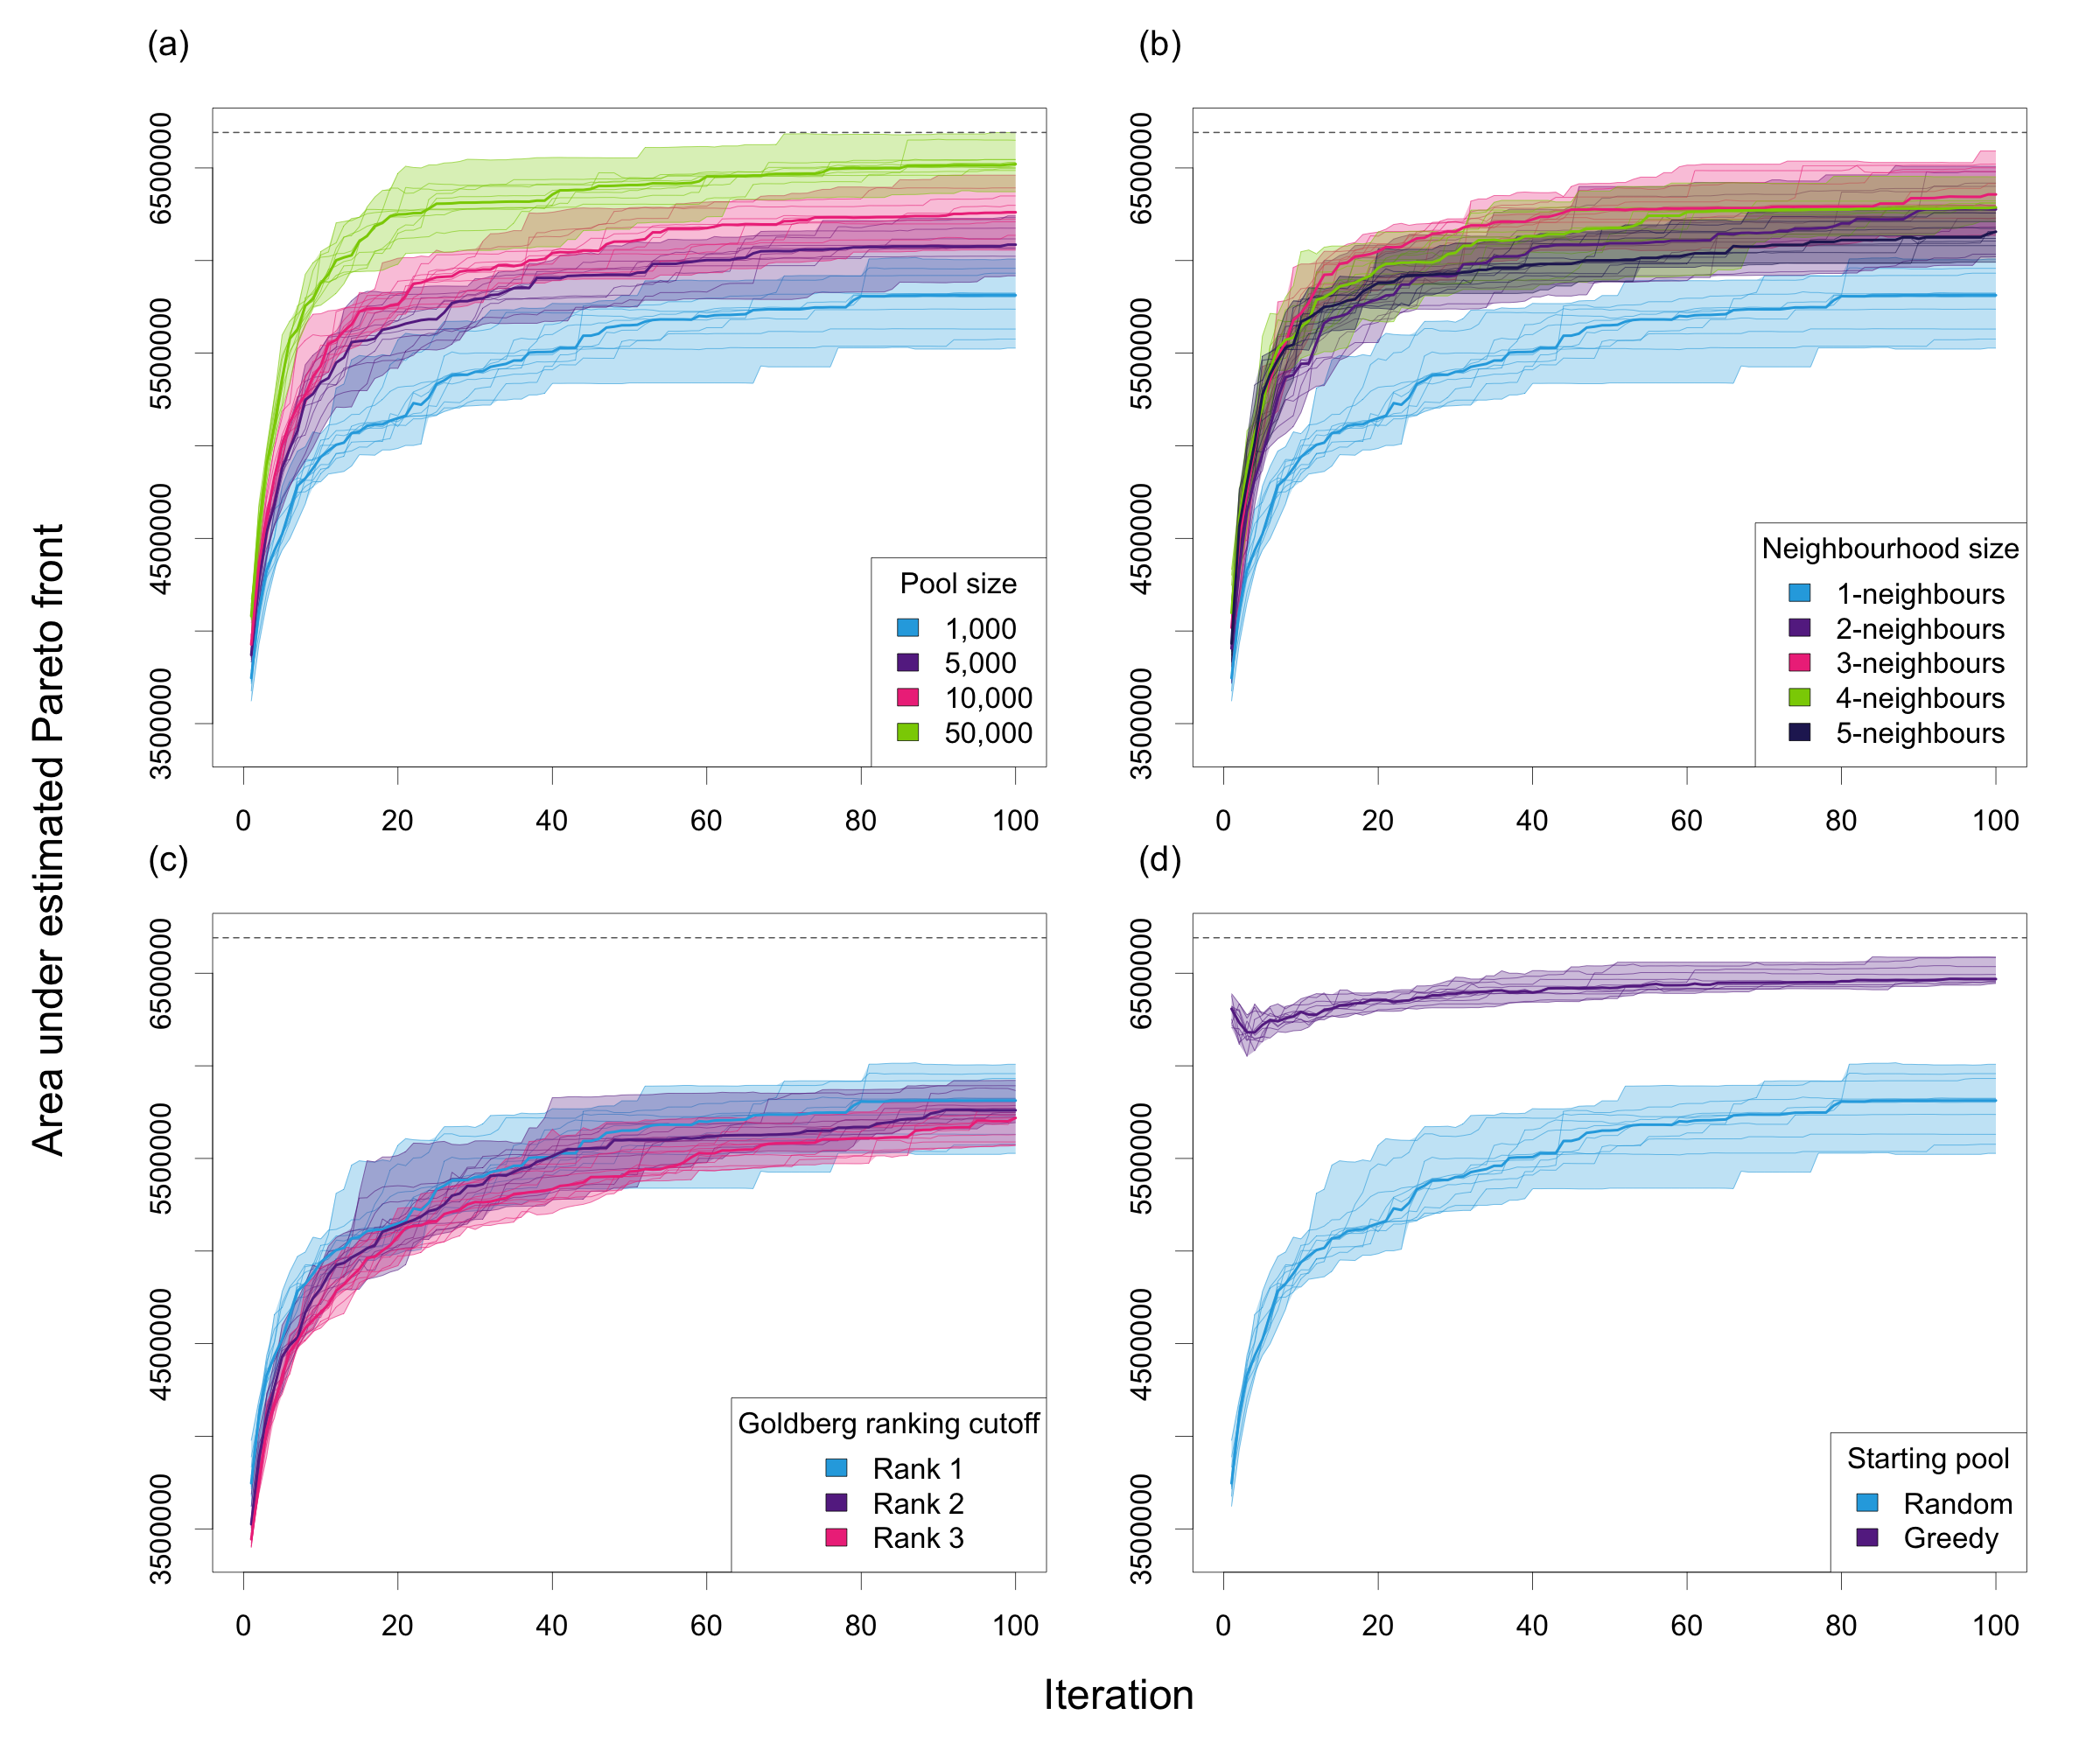 (a)
(b)
Area under estimated Pareto front
6500000
5500000
4500000
3500000
0 20 40 60 80 100
Pool size
1,000
5,000
10,000
50,000
6500000
5500000
4500000
3500000
0 20 40 60 80 100
Neighbourhood size
1-neighbours
2-neighbours
3-neighbours
4-neighbours
5-neighbours
(c)
(d)
6500000
5500000
4500000
3500000
0 20 40 60 80 100
Goldberg ranking cutoff
Rank 1
Rank 2
Rank 3
6500000
5500000
4500000
3500000
0 20 40 60 80 100
Starting pool
Random
Greedy
Iteration